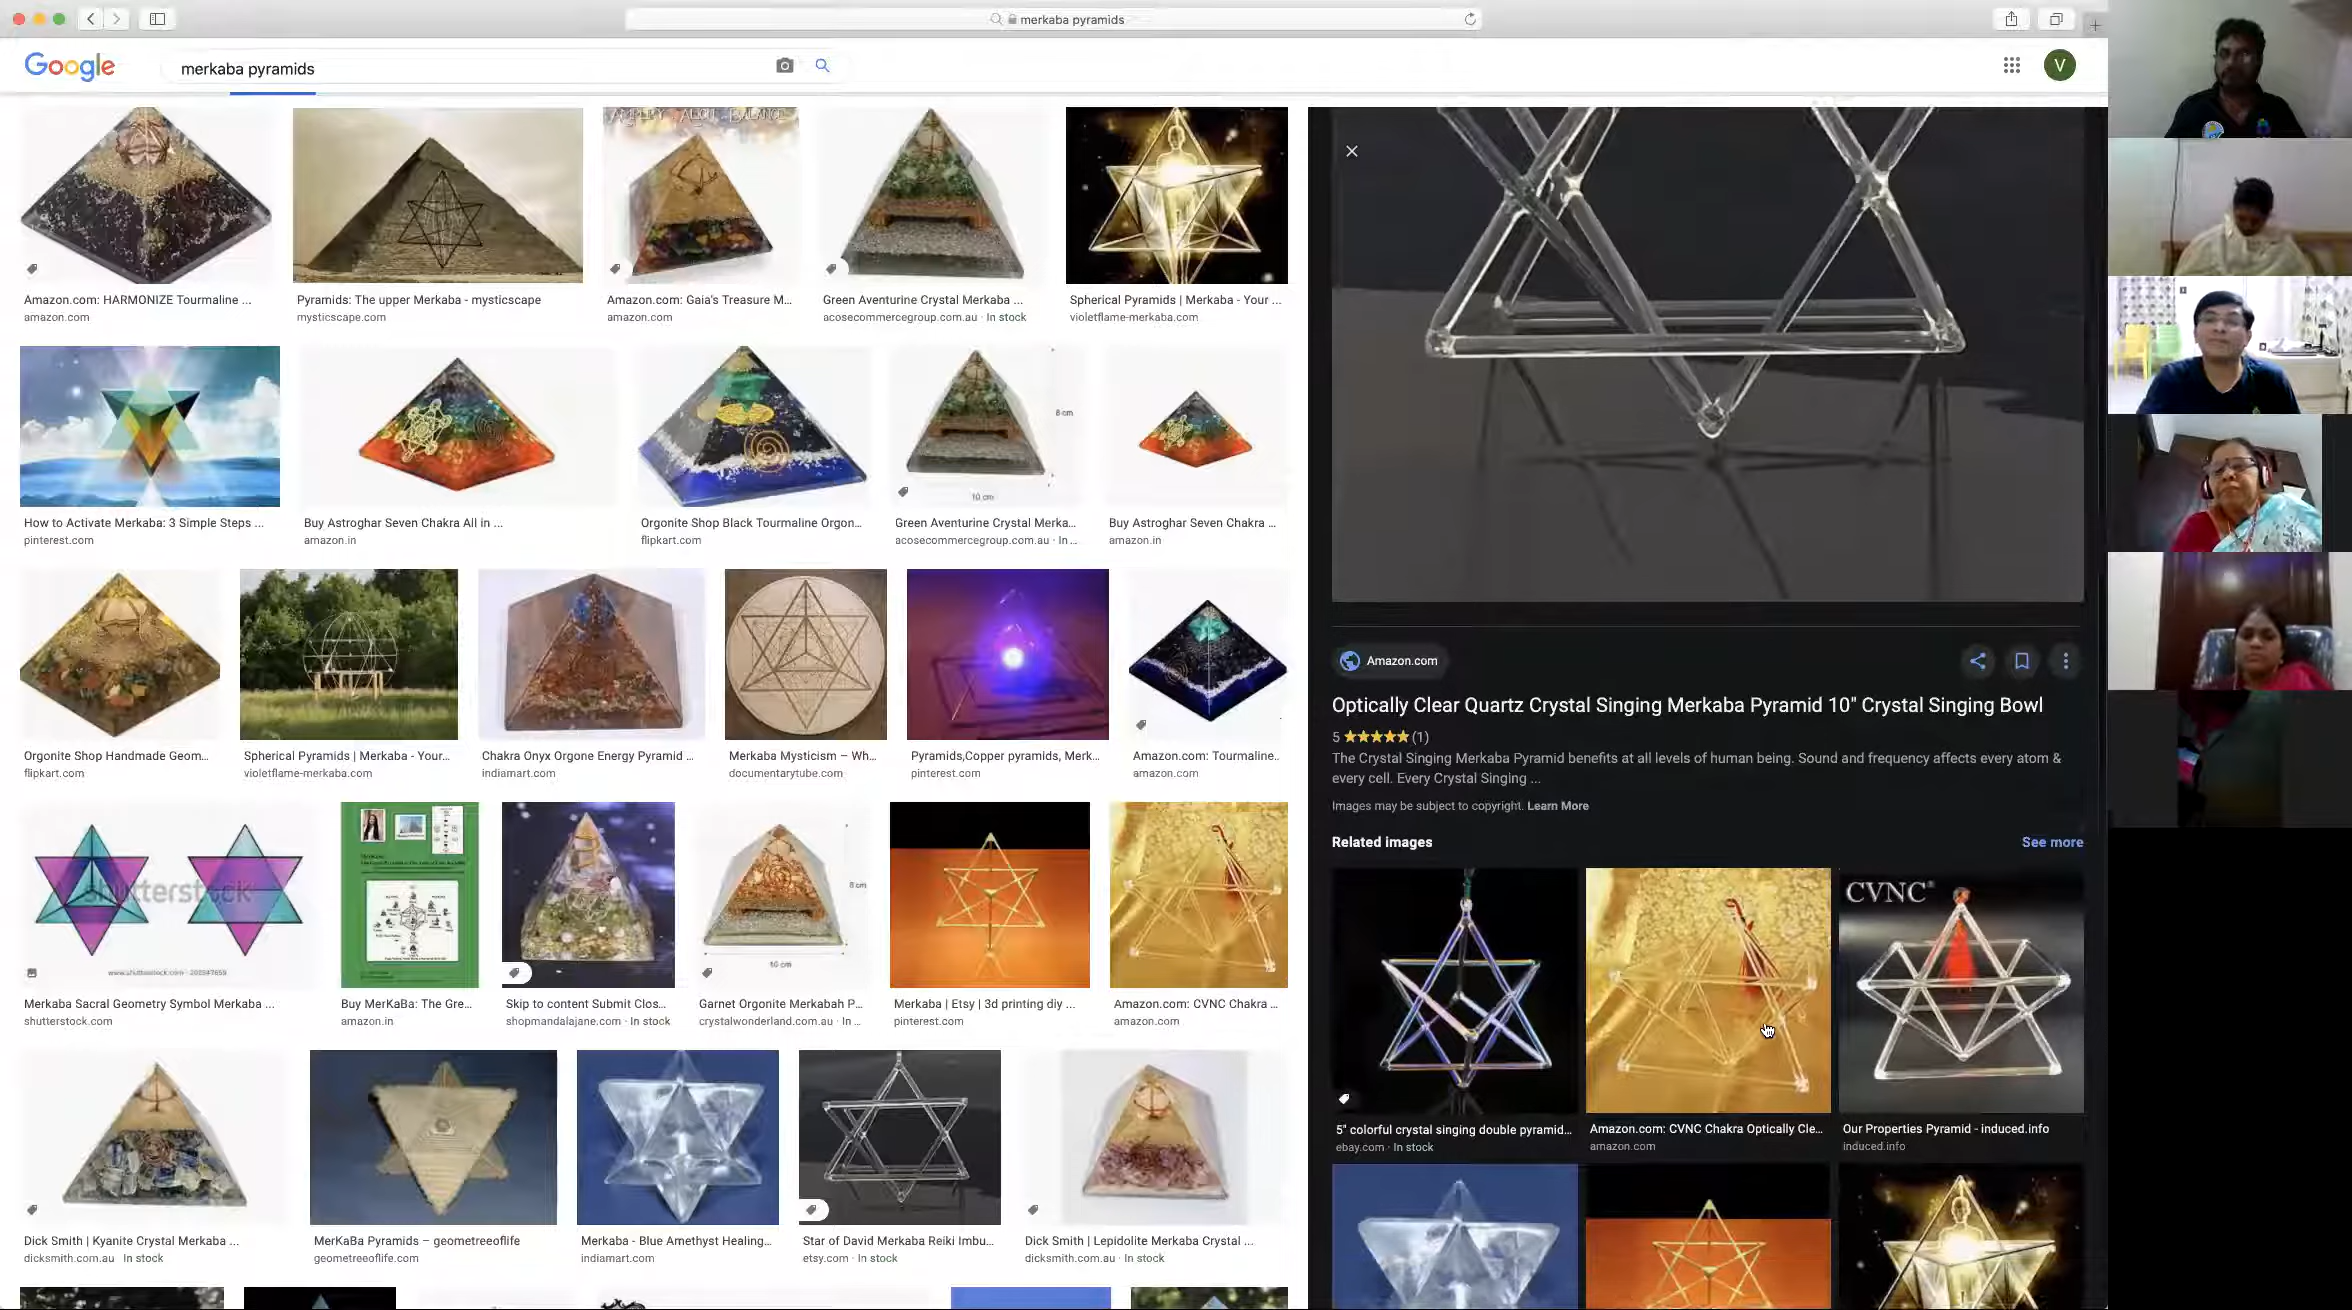 merkaba pyramids
Google
merkaba pyramids
V
AMPLIFY ALIGN BALANCE
Amazon.com: HARMONIZE Tourmaline ...
amazon.com
Pyramids: The upper Merkaba - mysticscape
mysticscape.com
Amazon.com: Gaia's Treasure M...
amazon.com
Green Aventurine Crystal Merkaba ...
acosecommercegroup.com.au · In stock
Spherical Pyramids | Merkaba - Your ...
violetflame-merkaba.com
8 cm
10 cm
How to Activate Merkaba: 3 Simple Steps ...
pinterest.com
Buy Astroghar Seven Chakra All in ...
amazon.in
Orgonite Shop Black Tourmaline Orgon...
flipkart.com
Green Aventurine Crystal Merka...
acosecommercegroup.com.au · In ...
Buy Astroghar Seven Chakra ...
amazon.in
Orgonite Shop Handmade Geom...
flipkart.com
Spherical Pyramids | Merkaba - Your...
violetflame-merkaba.com
Chakra Onyx Orgone Energy Pyramid ...
indiamart.com
Merkaba Mysticism – Wh...
documentarytube.com
Pyramids,Copper pyramids, Merk...
pinterest.com
Amazon.com: Tourmaline...
amazon.com
shutterstock
8 cm
10 cm
Merkaba Sacral Geometry Symbol Merkaba ...
shutterstock.com
Buy MerKaBa: The Gre...
amazon.in
Skip to content Submit Clos...
shopmandalajane.com · In stock
Garnet Orgonite Merkabah P...
crystalwonderland.com.au · In ...
Merkaba | Etsy | 3d printing diy ...
pinterest.com
Amazon.com: CVNC Chakra ...
amazon.com
Dick Smith | Kyanite Crystal Merkaba ...
dicksmith.com.au · In stock
MerKaBa Pyramids – geometreeoflife
geometreeoflife.com
Merkaba - Blue Amethyst Healing...
indiamart.com
Star of David Merkaba Reiki Imbu...
etsy.com · In stock
Dick Smith | Lepidolite Merkaba Crystal ...
dicksmith.com.au · In stock
Amazon.com
Optically Clear Quartz Crystal Singing Merkaba Pyramid 10" Crystal Singing Bowl
5 ★★★★★ (1)
The Crystal Singing Merkaba Pyramid benefits at all levels of human being. Sound and frequency affects every atom &
every cell. Every Crystal Singing ...
Images may be subject to copyright. Learn More
Related images
See more
CVNC®
5" colorful crystal singing double pyramid...
ebay.com · In stock
Amazon.com: CVNC Chakra Optically Cle...
amazon.com
Our Properties Pyramid - induced.info
induced.info